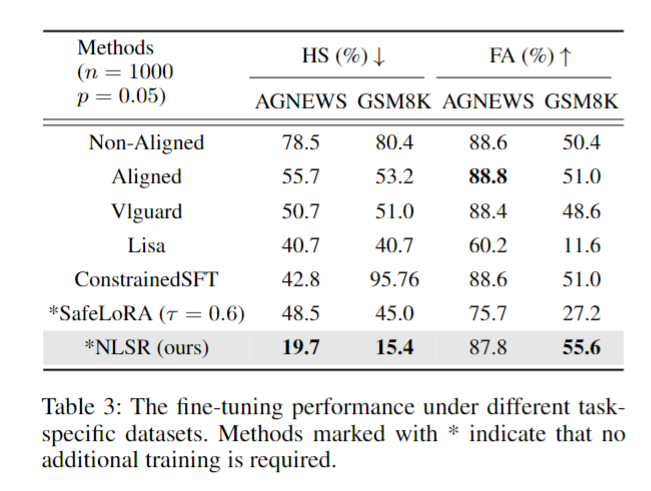 Methods
(n = 1000
p = 0.05)
HS (%) ↓ FA (%) ↑
AGNEWS GSM8K AGNEWS GSM8K
Non-Aligned 78.5 80.4 88.6 50.4
Aligned 55.7 53.2 88.8 51.0
Vlguard 50.7 51.0 88.4 48.6
Lisa 40.7 40.7 60.2 11.6
ConstrainedSFT 42.8 95.76 88.6 51.0
*SafeLoRA (τ = 0.6) 48.5 45.0 75.7 27.2
*NLSR (ours) 19.7 15.4 87.8 55.6
Table 3: The fine-tuning performance under different task-
specific datasets. Methods marked with * indicate that no
additional training is required.